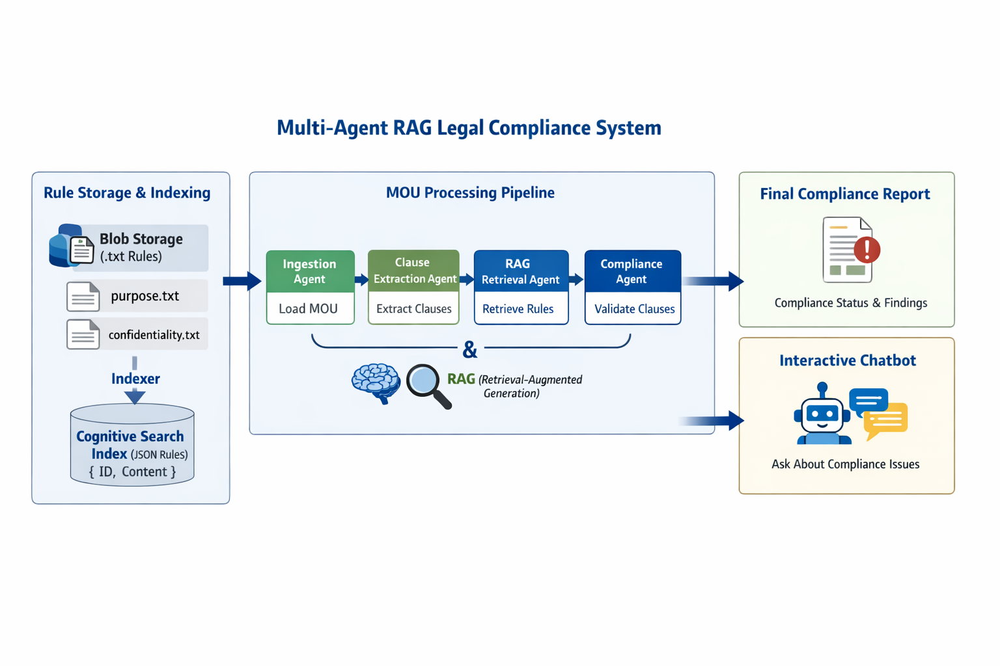 Multi-Agent RAG Legal Compliance System
Rule Storage & Indexing
Blob Storage
(.txt Rules)
purpose.txt
confidentiality.txt
Indexer
Cognitive Search
Index (JSON Rules)
{ ID, Content }
MOU Processing Pipeline
Ingestion
Agent
Load MOU
Clause
Extraction Agent
Extract Clauses
RAG
Retrieval Agent
Retrieve Rules
Compliance
Agent
Validate Clauses
&
RAG (Retrieval-Augmented
Generation)
Final Compliance Report
!
Compliance Status & Findings
Interactive Chatbot
Ask About Compliance Issues